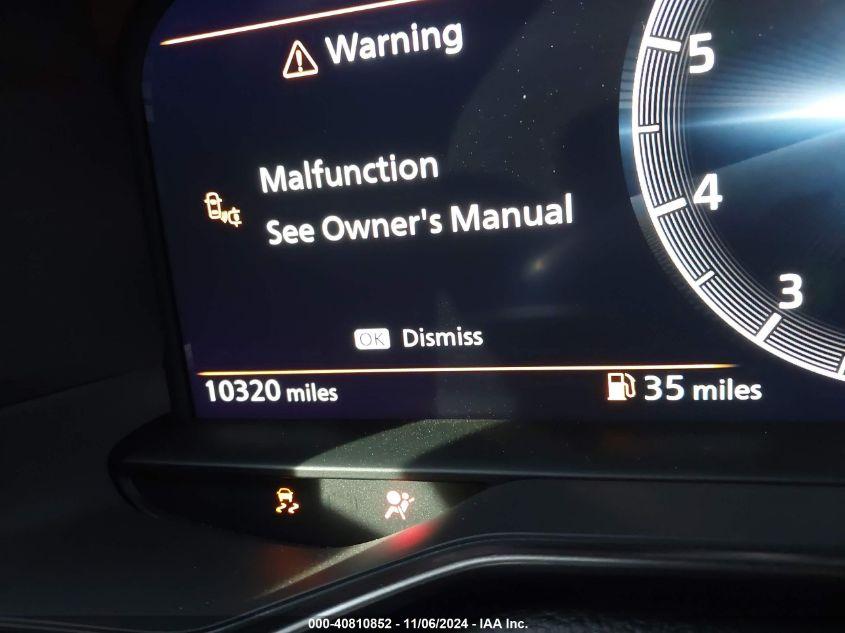 Warning
5
Malfunction
4
See Owner's Manual
3
OK Dismiss
10320 miles
35 miles
000-40810852 - 11/06/2024 - IAA Inc.